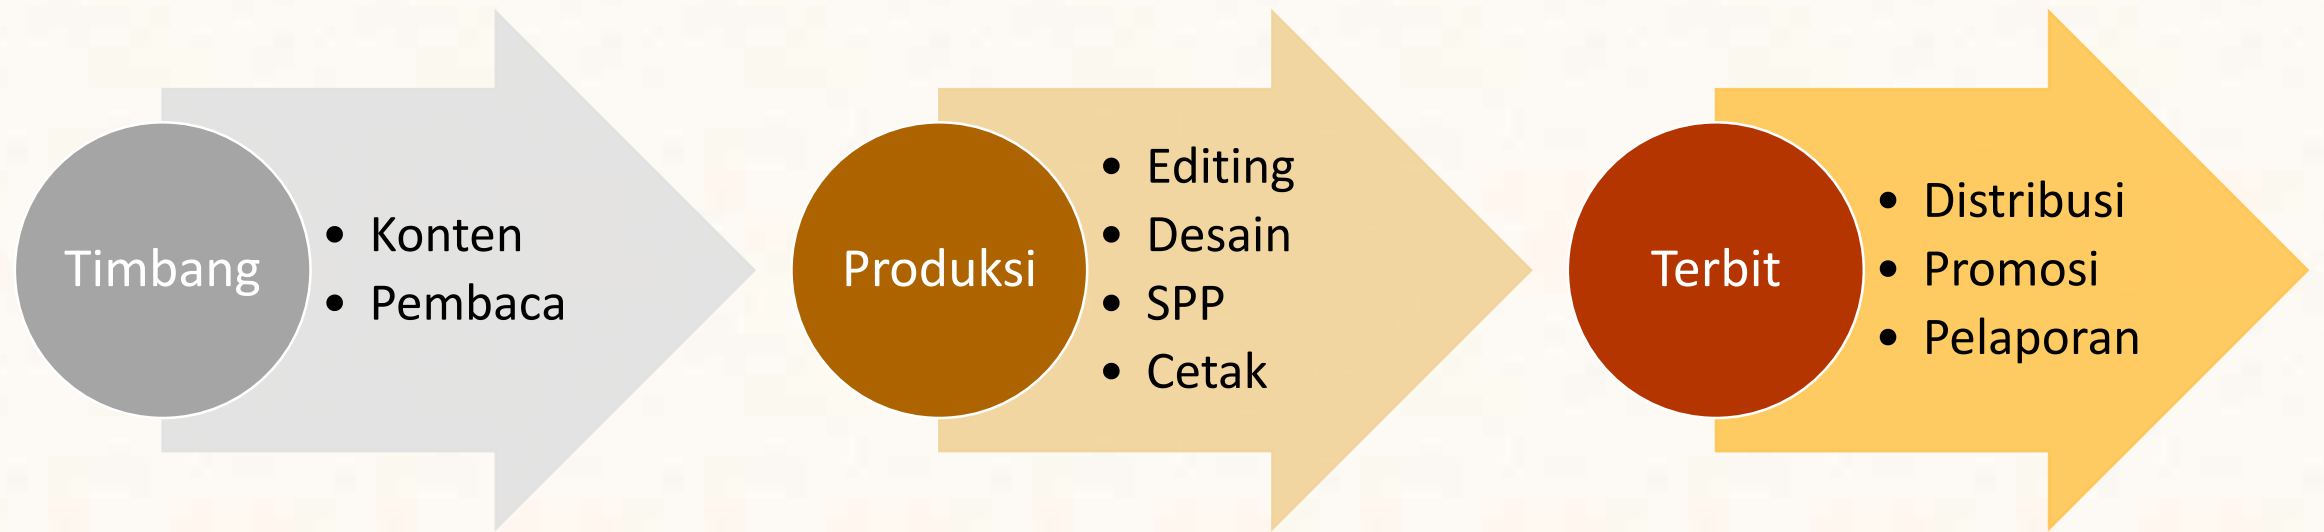 Timbang
• Konten
• Pembaca
Produksi
• Editing
• Desain
• SPP
• Cetak
Terbit
• Distribusi
• Promosi
• Pelaporan